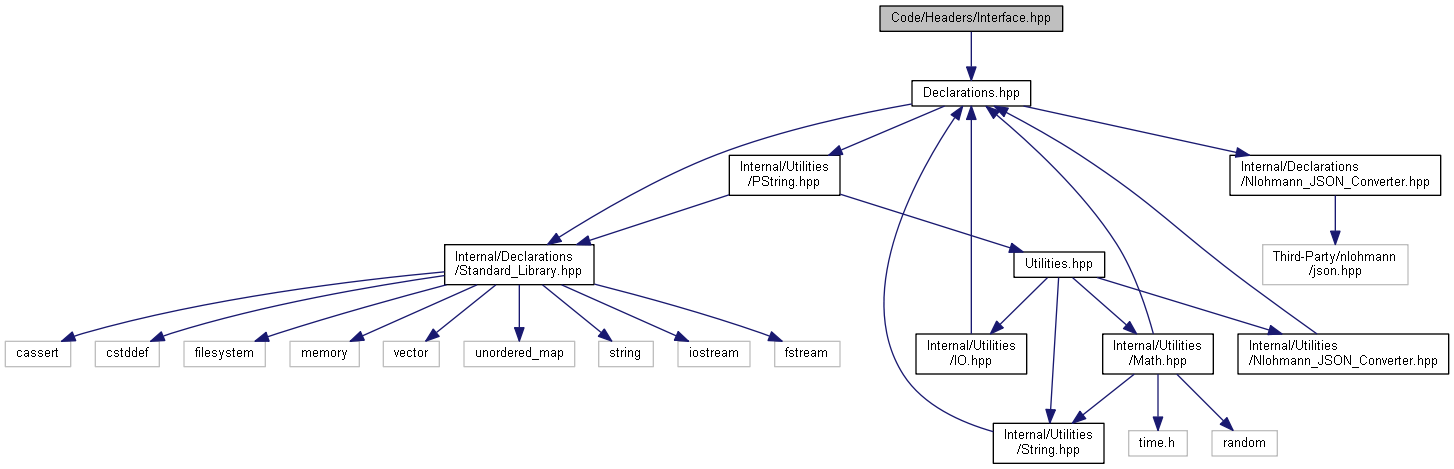 Code/Headers/Interface.hpp
Declarations.hpp
Internal/Utilities
/PString.hpp
Internal/Declarations
/Nlohmann_JSON_Converter.hpp
Internal/Declarations
/Standard_Library.hpp
Utilities.hpp
Third-Party/nlohmann
/json.hpp
cassert
cstddef
filesystem
memory
vector
unordered_map
string
iostream
fstream
Internal/Utilities
/IO.hpp
Internal/Utilities
/Math.hpp
Internal/Utilities
/Nlohmann_JSON_Converter.hpp
Internal/Utilities
/String.hpp
time.h
random